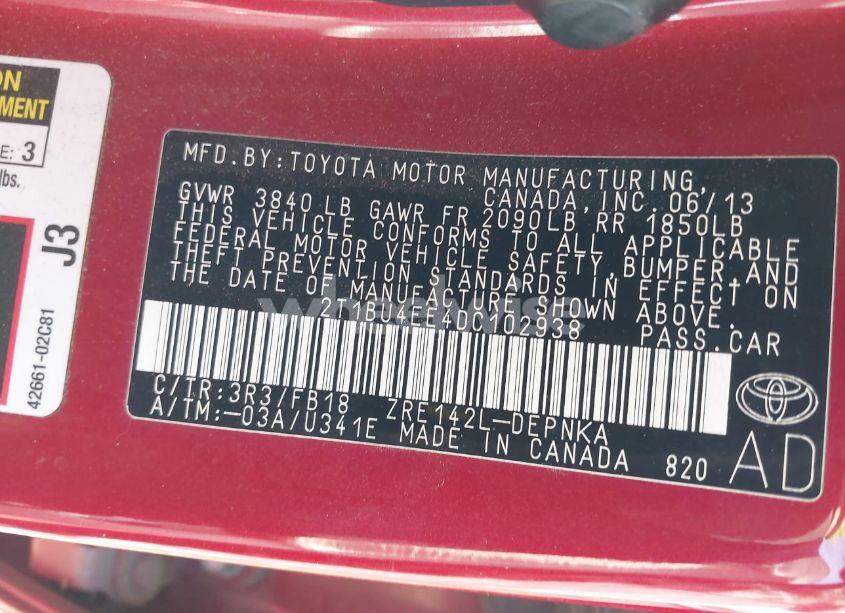 ON
MENT
E: 3
lbs.
J3
42661-02C81
MFD.BY:TOYOTA MOTOR MANUFACTURING,
CANADA, INC. 06/13
GVWR 3840 LB GAWR FR 2090LB RR 1850LB
THIS VEHICLE CONFORMS TO ALL APPLICABLE
FEDERAL MOTOR VEHICLE SAFETY, BUMPER, AND
THEFT PREVENTION STANDARDS IN EFFECT ON
THE DATE OF MANUFACTURE SHOWN ABOVE.
PASS.CAR
C/TR:3R3/FB18 ZRE142L-DEPNKA
A/TM:-03A/U341E MADE IN CANADA 820
AD